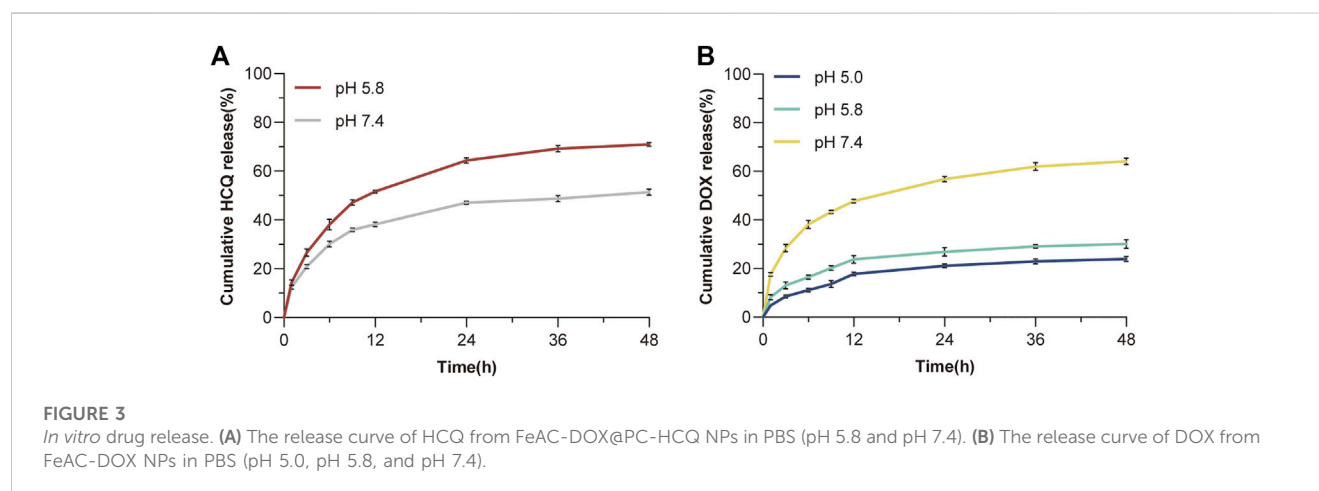 A
B
100
80
60
40
20
0
Cumulative HCQ release(%)
pH 5.8
pH 7.4
0 12 24 36 48
Time(h)
100
80
60
40
20
0
Cumulative DOX release(%)
pH 5.0
pH 5.8
pH 7.4
0 12 24 36 48
Time(h)
FIGURE 3
In vitro drug release. (A) The release curve of HCQ from FeAC-DOX@PC-HCQ NPs in PBS (pH 5.8 and pH 7.4). (B) The release curve of DOX from
FeAC-DOX NPs in PBS (pH 5.0, pH 5.8, and pH 7.4).